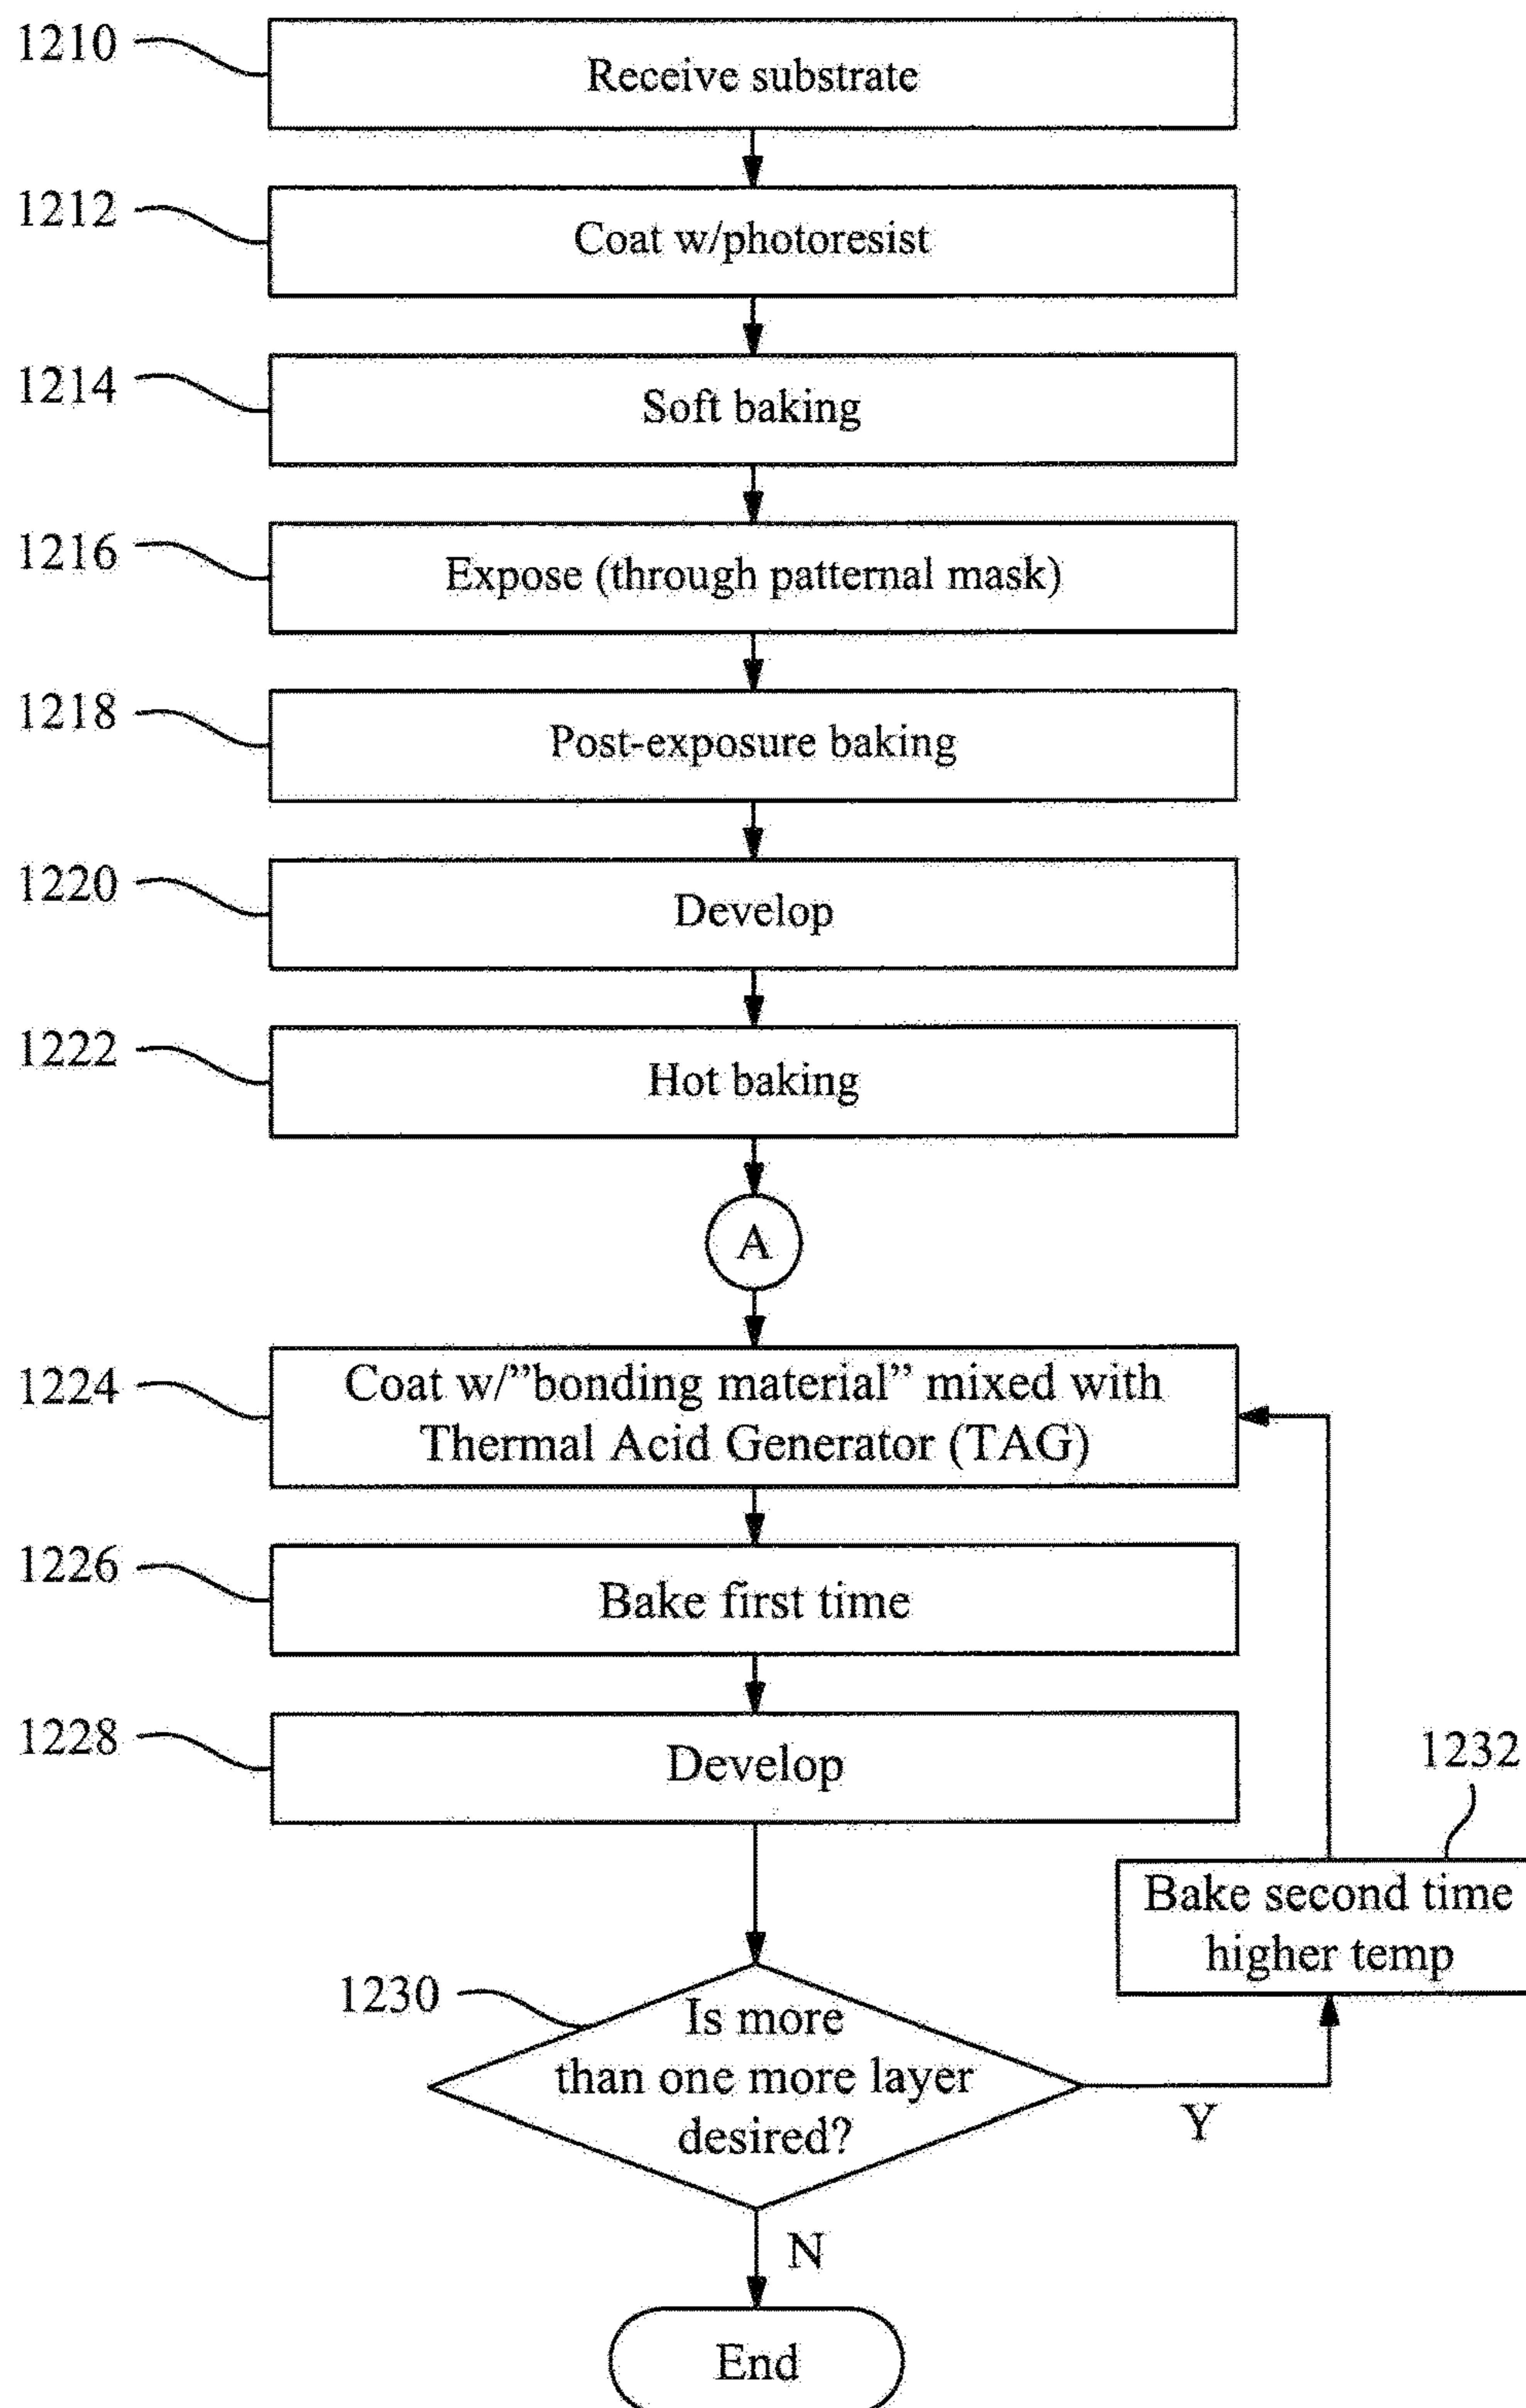 1210
Receive substrate
1212
Coat w/photoresist
1214
Soft baking
1216
Expose (through patternal mask)
1218
Post-exposure baking
1220
Develop
1222
Hot baking
A
1224
Coat w/”bonding material” mixed with
Thermal Acid Generator (TAG)
1226
Bake first time
1228
Develop
1232
Bake second time
higher temp
1230
Is more
than one more layer
desired?
Y
N
End